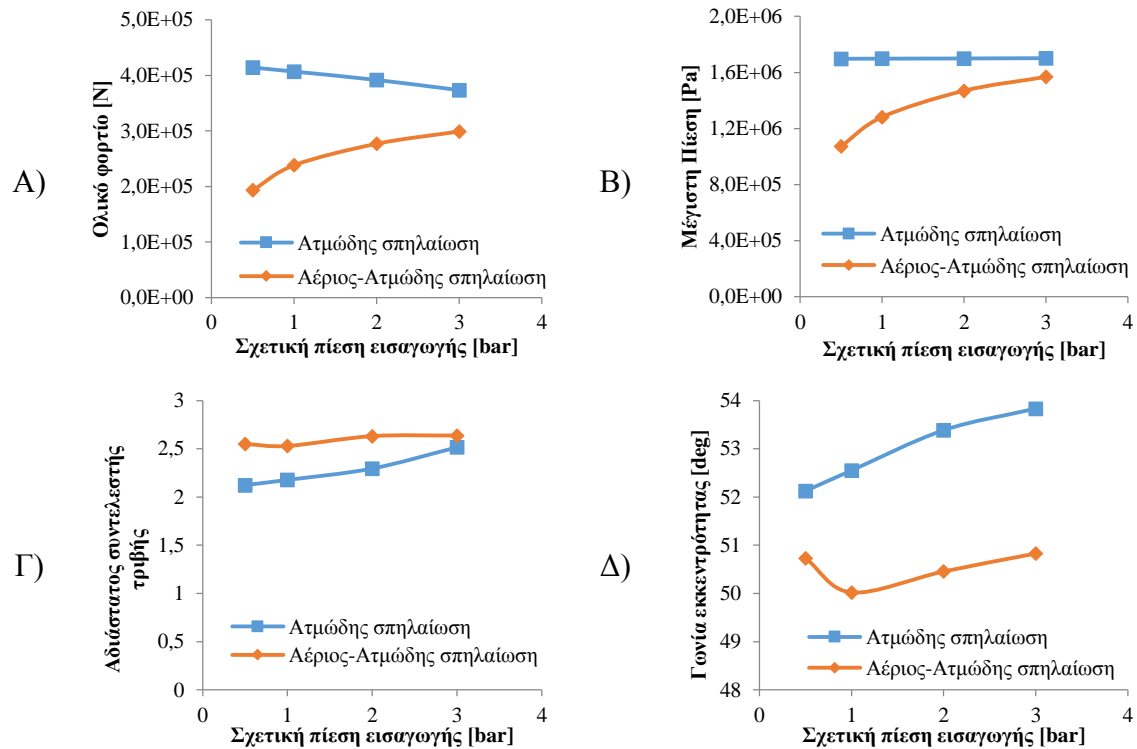 Α)
Ολικό φορτίο [N]
5,0E+05
4,0E+05
3,0E+05
2,0E+05
1,0E+05
0,0E+00
Ατμώδης σπηλαίωση
Αέριος-Ατμώδης σπηλαίωση
0 1 2 3 4
Σχετική πίεση εισαγωγής [bar]
Β)
Μέγιστη Πίεση [Pa]
2,0E+06
1,6E+06
1,2E+06
8,0E+05
4,0E+05
0,0E+00
Ατμώδης σπηλαίωση
Αέριος-Ατμώδης σπηλαίωση
0 1 2 3 4
Σχετική πίεση εισαγωγής [bar]
Γ)
Αδιάστατος συντελεστής
τριβής
3
2,5
2
1,5
1
0,5
0
Ατμώδης σπηλαίωση
Αέριος-Ατμώδης σπηλαίωση
0 1 2 3 4
Σχετική πίεση εισαγωγής [bar]
Δ)
Γωνία εκκεντρότητας [deg]
54
53
52
51
50
49
48
Ατμώδης σπηλαίωση
Αέριος-Ατμώδης σπηλαίωση
0 1 2 3 4
Σχετική πίεση εισαγωγής [bar]